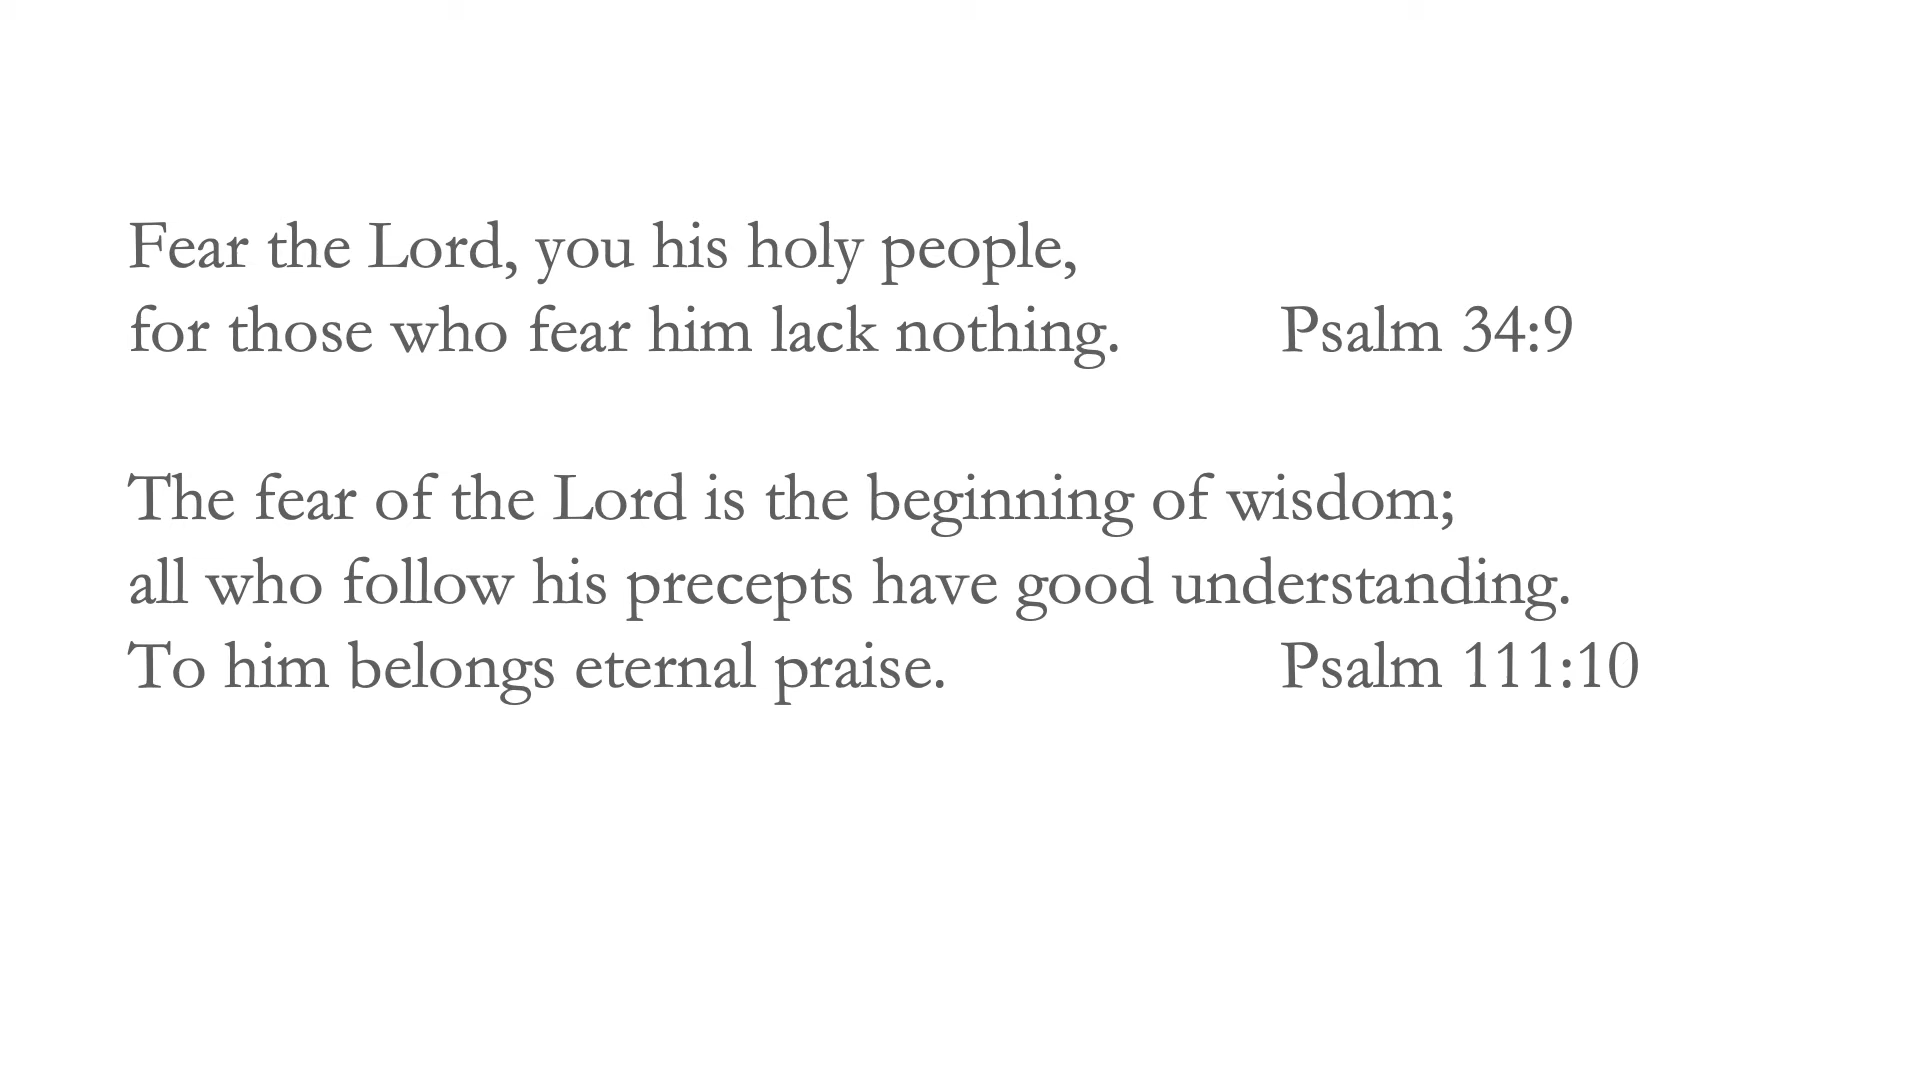 Fear the Lord, you his holy people,
for those who fear him lack nothing. Psalm 34:9
The fear of the Lord is the beginning of wisdom;
all who follow his precepts have good understanding.
To him belongs eternal praise. Psalm 111:10